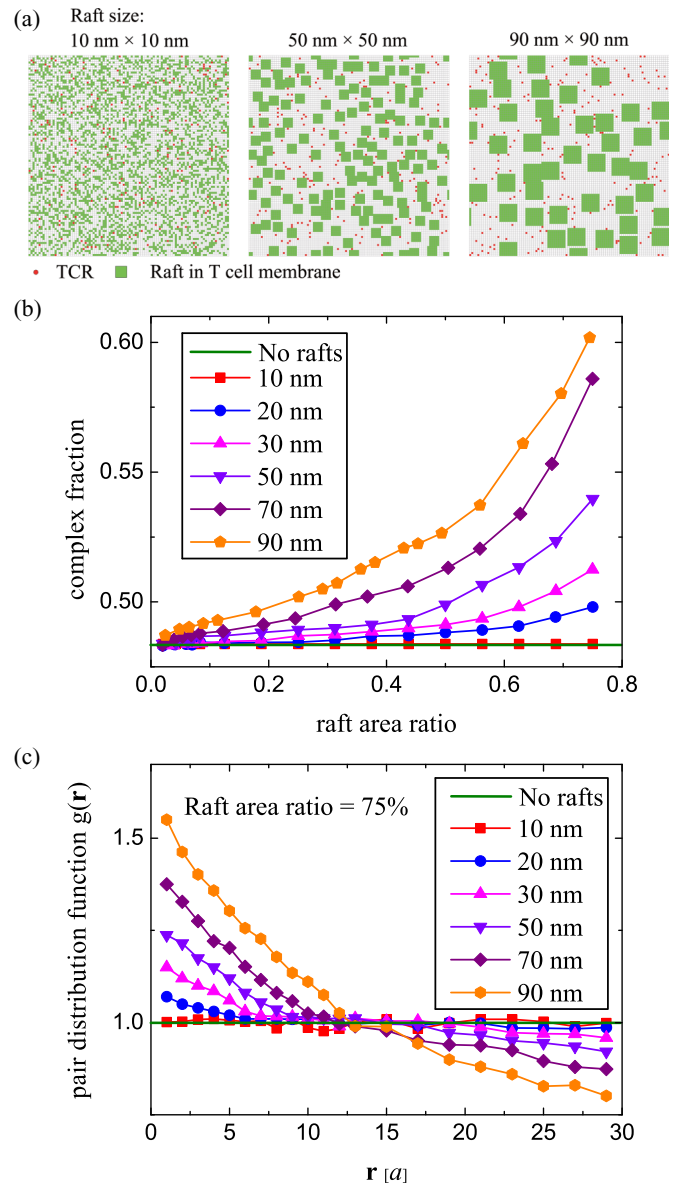 (a)
Raft size:
10 nm × 10 nm
50 nm × 50 nm
90 nm × 90 nm
TCR
Raft in T cell membrane
(b)
complex fraction
0.60
0.55
0.50
No rafts
10 nm
20 nm
30 nm
50 nm
70 nm
90 nm
0.0 0.2 0.4 0.6 0.8
raft area ratio
(c)
pair distribution function g(r)
1.5
1.0
Raft area ratio = 75%
No rafts
10 nm
20 nm
30 nm
50 nm
70 nm
90 nm
0 5 10 15 20 25 30
r [a]